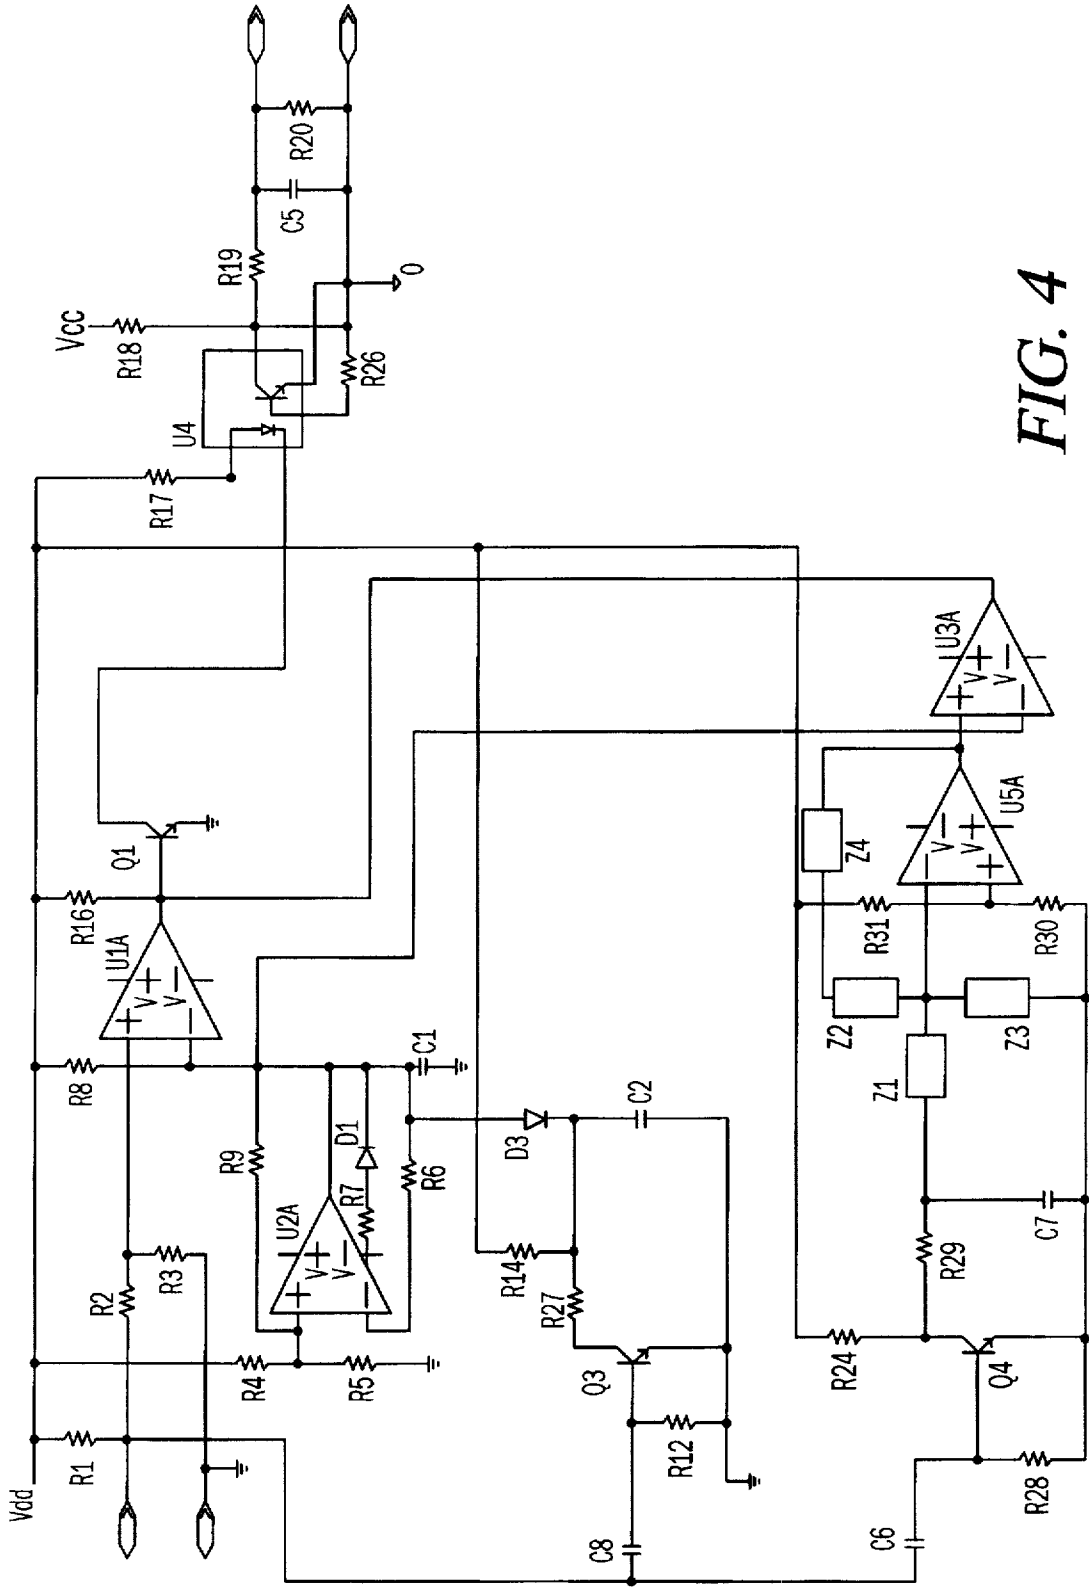 Vdd
R1
R2
R3
R4
R5
R8
R9
U2A
+
V+
V−
−
R7
D1
R6
C1
U1A
+
V+
V−
−
R16
Q1
R17
U4
Vcc
R18
R19
R26
0
C5
R20
C8
R12
Q3
R27
R14
D3
C2
C6
R28
Q4
R24
R29
C7
Z1
Z2
Z3
Z4
R31
R30
−
V−
V+
+
U5A
U3A
+
V+
V−
−
FIG. 4